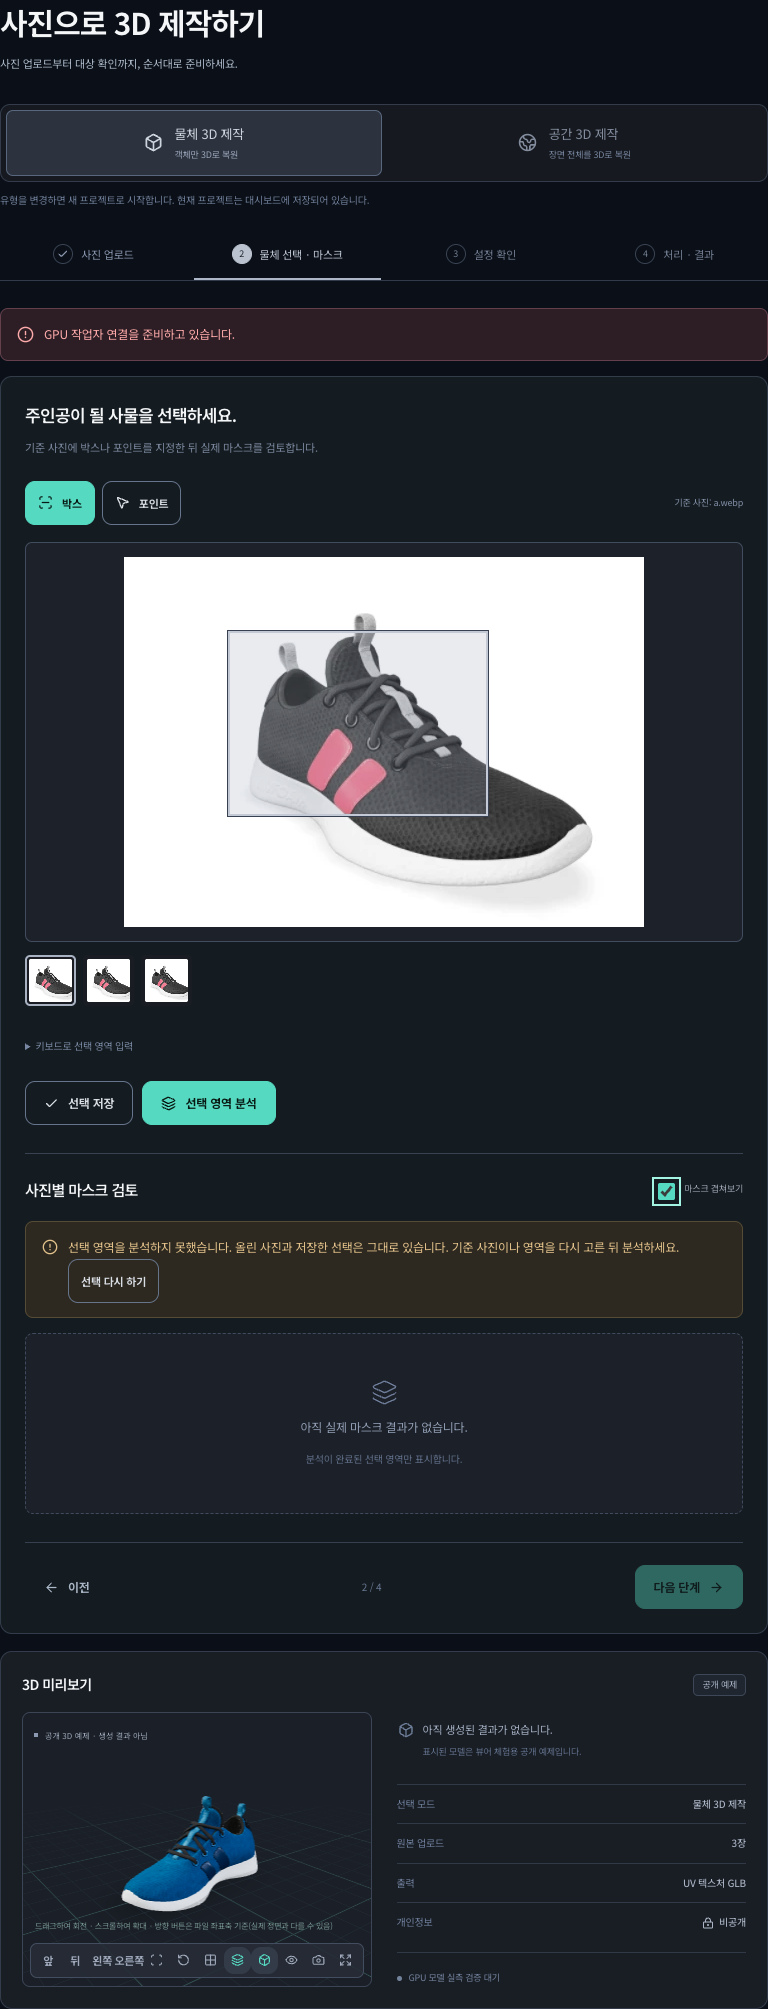 사진으로 3D 제작하기
사진 업로드부터 대상 확인까지, 순서대로 준비하세요.
물체 3D 제작
객체만 3D로 복원
공간 3D 제작
장면 전체를 3D로 복원
유형을 변경하면 새 프로젝트로 시작합니다. 현재 프로젝트는 대시보드에 저장되어 있습니다.
사진 업로드
2 물체 선택 · 마스크
3 설정 확인
4 처리 · 결과
GPU 작업자 연결을 준비하고 있습니다.
주인공이 될 사물을 선택하세요.
기준 사진에 박스나 포인트를 지정한 뒤 실제 마스크를 검토합니다.
박스
포인트
기준 사진: a.webp
키보드로 선택 영역 입력
선택 저장
선택 영역 분석
사진별 마스크 검토
마스크 겹쳐보기
선택 영역을 분석하지 못했습니다. 올린 사진과 저장한 선택은 그대로 있습니다. 기준 사진이나 영역을 다시 고른 뒤 분석하세요.
선택 다시 하기
아직 실제 마스크 결과가 없습니다.
분석이 완료된 선택 영역만 표시합니다.
이전
2 / 4
다음 단계
3D 미리보기
공개 예제
공개 3D 예제 · 생성 결과 아님
드래그하여 회전 · 스크롤하여 확대 · 방향 버튼은 파일 좌표축 기준(실제 정면과 다를 수 있음)
앞 뒤 왼쪽 오른쪽
아직 생성된 결과가 없습니다.
표시된 모델은 뷰어 체험용 공개 예제입니다.
선택 모드 물체 3D 제작
원본 업로드 3장
출력 UV 텍스처 GLB
개인정보 비공개
GPU 모델 실측 검증 대기